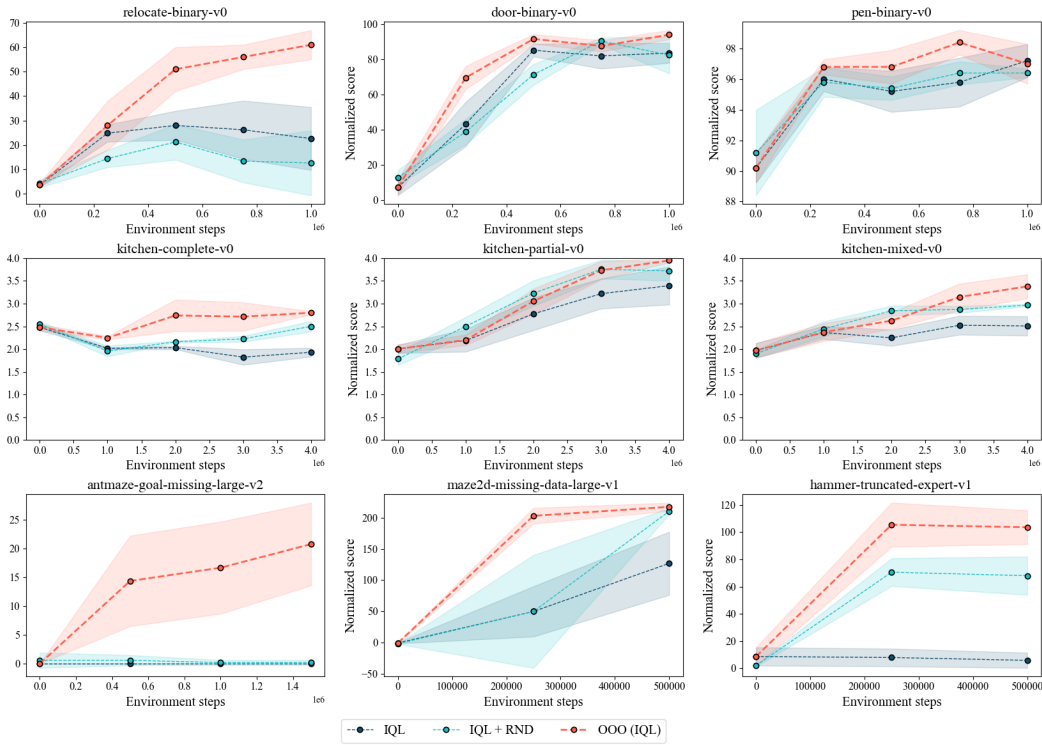 relocate-binary-v0
door-binary-v0
pen-binary-v0
70
60
50
40
30
20
10
0
0.0 0.2 0.4 0.6 0.8 1.0
1e6
Environment steps
Normalized score
100
80
60
40
20
0
0.0 0.2 0.4 0.6 0.8 1.0
1e6
Environment steps
Normalized score
98
96
94
92
90
88
0.0 0.2 0.4 0.6 0.8 1.0
1e6
Environment steps
kitchen-complete-v0
kitchen-partial-v0
kitchen-mixed-v0
4.0
3.5
3.0
2.5
2.0
1.5
1.0
0.5
0.0
0.0 0.5 1.0 1.5 2.0 2.5 3.0 3.5 4.0
1e6
Environment steps
Normalized score
4.0
3.5
3.0
2.5
2.0
1.5
1.0
0.5
0.0
0.0 0.5 1.0 1.5 2.0 2.5 3.0 3.5 4.0
1e6
Environment steps
Normalized score
4.0
3.5
3.0
2.5
2.0
1.5
1.0
0.5
0.0
0.0 0.5 1.0 1.5 2.0 2.5 3.0 3.5 4.0
1e6
Environment steps
antmaze-goal-missing-large-v2
maze2d-missing-data-large-v1
hammer-truncated-expert-v1
25
20
15
10
5
0
0.0 0.2 0.4 0.6 0.8 1.0 1.2 1.4
1e6
Environment steps
Normalized score
200
150
100
50
0
−50
0 100000 200000 300000 400000 500000
Environment steps
Normalized score
120
100
80
60
40
20
0
0 100000 200000 300000 400000 500000
Environment steps
IQL IQL + RND OOO (IQL)